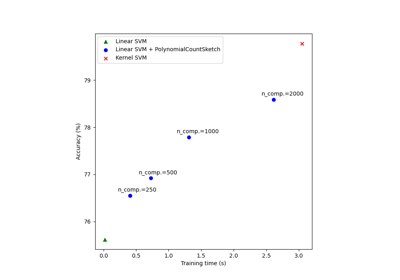 Linear SVM
Linear SVM + PolynomialCountSketch
Kernel SVM
79
n_comp.=2000
78
n_comp.=1000
Accuracy (%)
77
n_comp.=500
n_comp.=250
76
0.0 0.5 1.0 1.5 2.0 2.5 3.0
Training time (s)